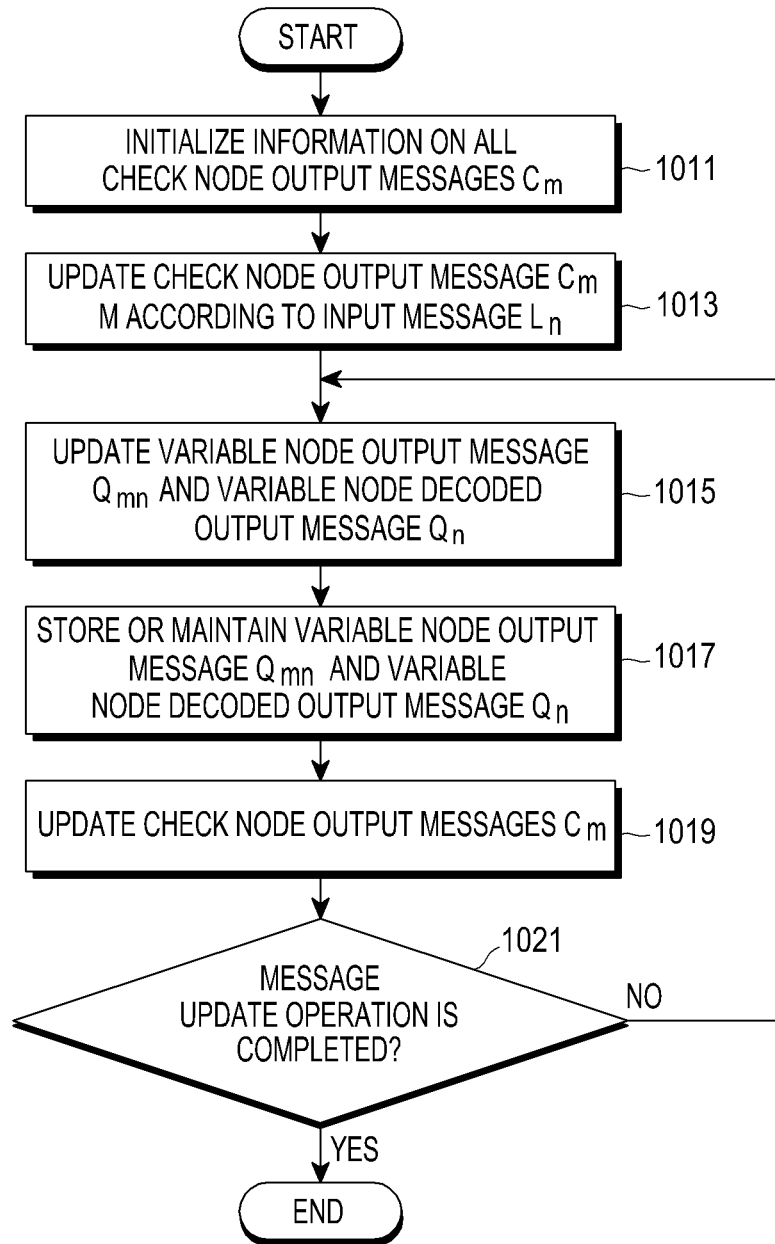 START
INITIALIZE INFORMATION ON ALL
CHECK NODE OUTPUT MESSAGES Cm
1011
UPDATE CHECK NODE OUTPUT MESSAGE Cm
M ACCORDING TO INPUT MESSAGE Ln
1013
UPDATE VARIABLE NODE OUTPUT MESSAGE
Qmn AND VARIABLE NODE DECODED
OUTPUT MESSAGE Qn
1015
STORE OR MAINTAIN VARIABLE NODE OUTPUT
MESSAGE Qmn AND VARIABLE
NODE DECODED OUTPUT MESSAGE Qn
1017
UPDATE CHECK NODE OUTPUT MESSAGES Cm
1019
1021
MESSAGE
UPDATE OPERATION IS
COMPLETED?
NO
YES
END